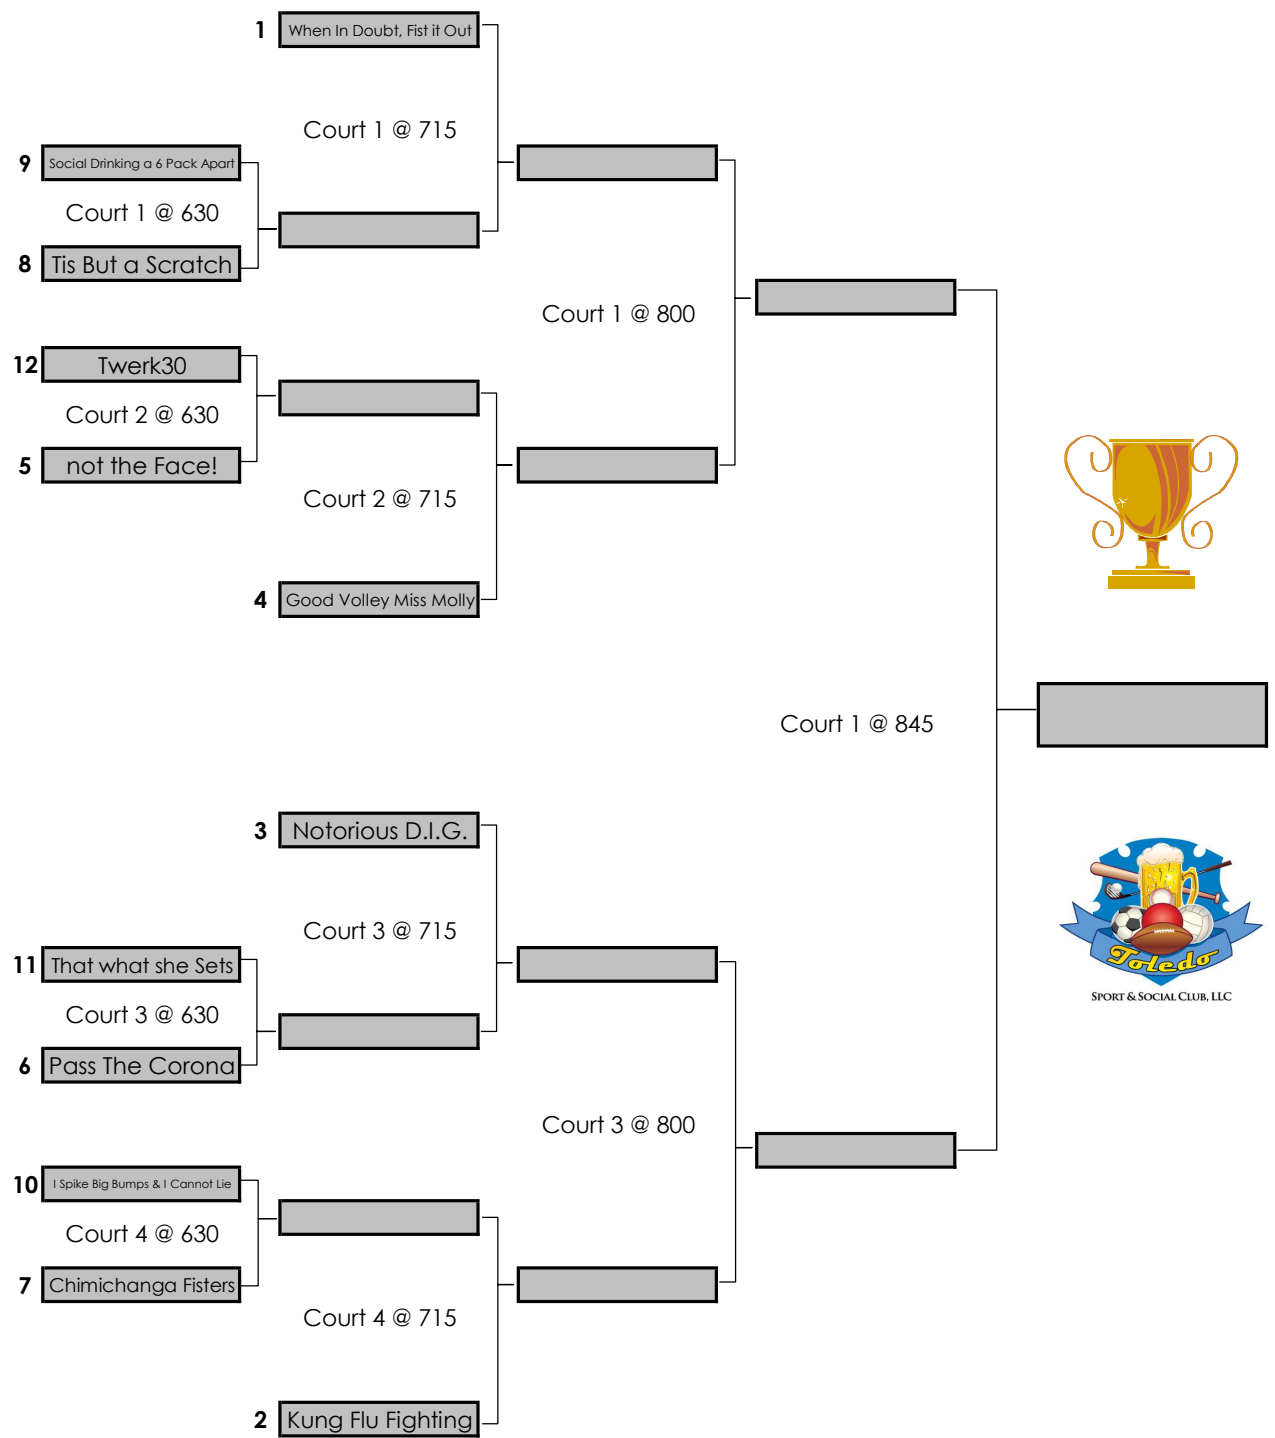 1 When In Doubt, Fist it Out
Court 1 @ 715
9 Social Drinking a 6 Pack Apart
Court 1 @ 630
8 Tis But a Scratch
Court 1 @ 800
12 Twerk30
Court 2 @ 630
5 not the Face!
Court 2 @ 715
4 Good Volley Miss Molly
Court 1 @ 845
3 Notorious D.I.G.
Court 3 @ 715
11 That what she Sets
Court 3 @ 630
6 Pass The Corona
Court 3 @ 800
10 I Spike Big Bumps & I Cannot Lie
Court 4 @ 630
7 Chimichanga Fisters
Court 4 @ 715
2 Kung Flu Fighting
Toledo
SPORT & SOCIAL CLUB, LLC